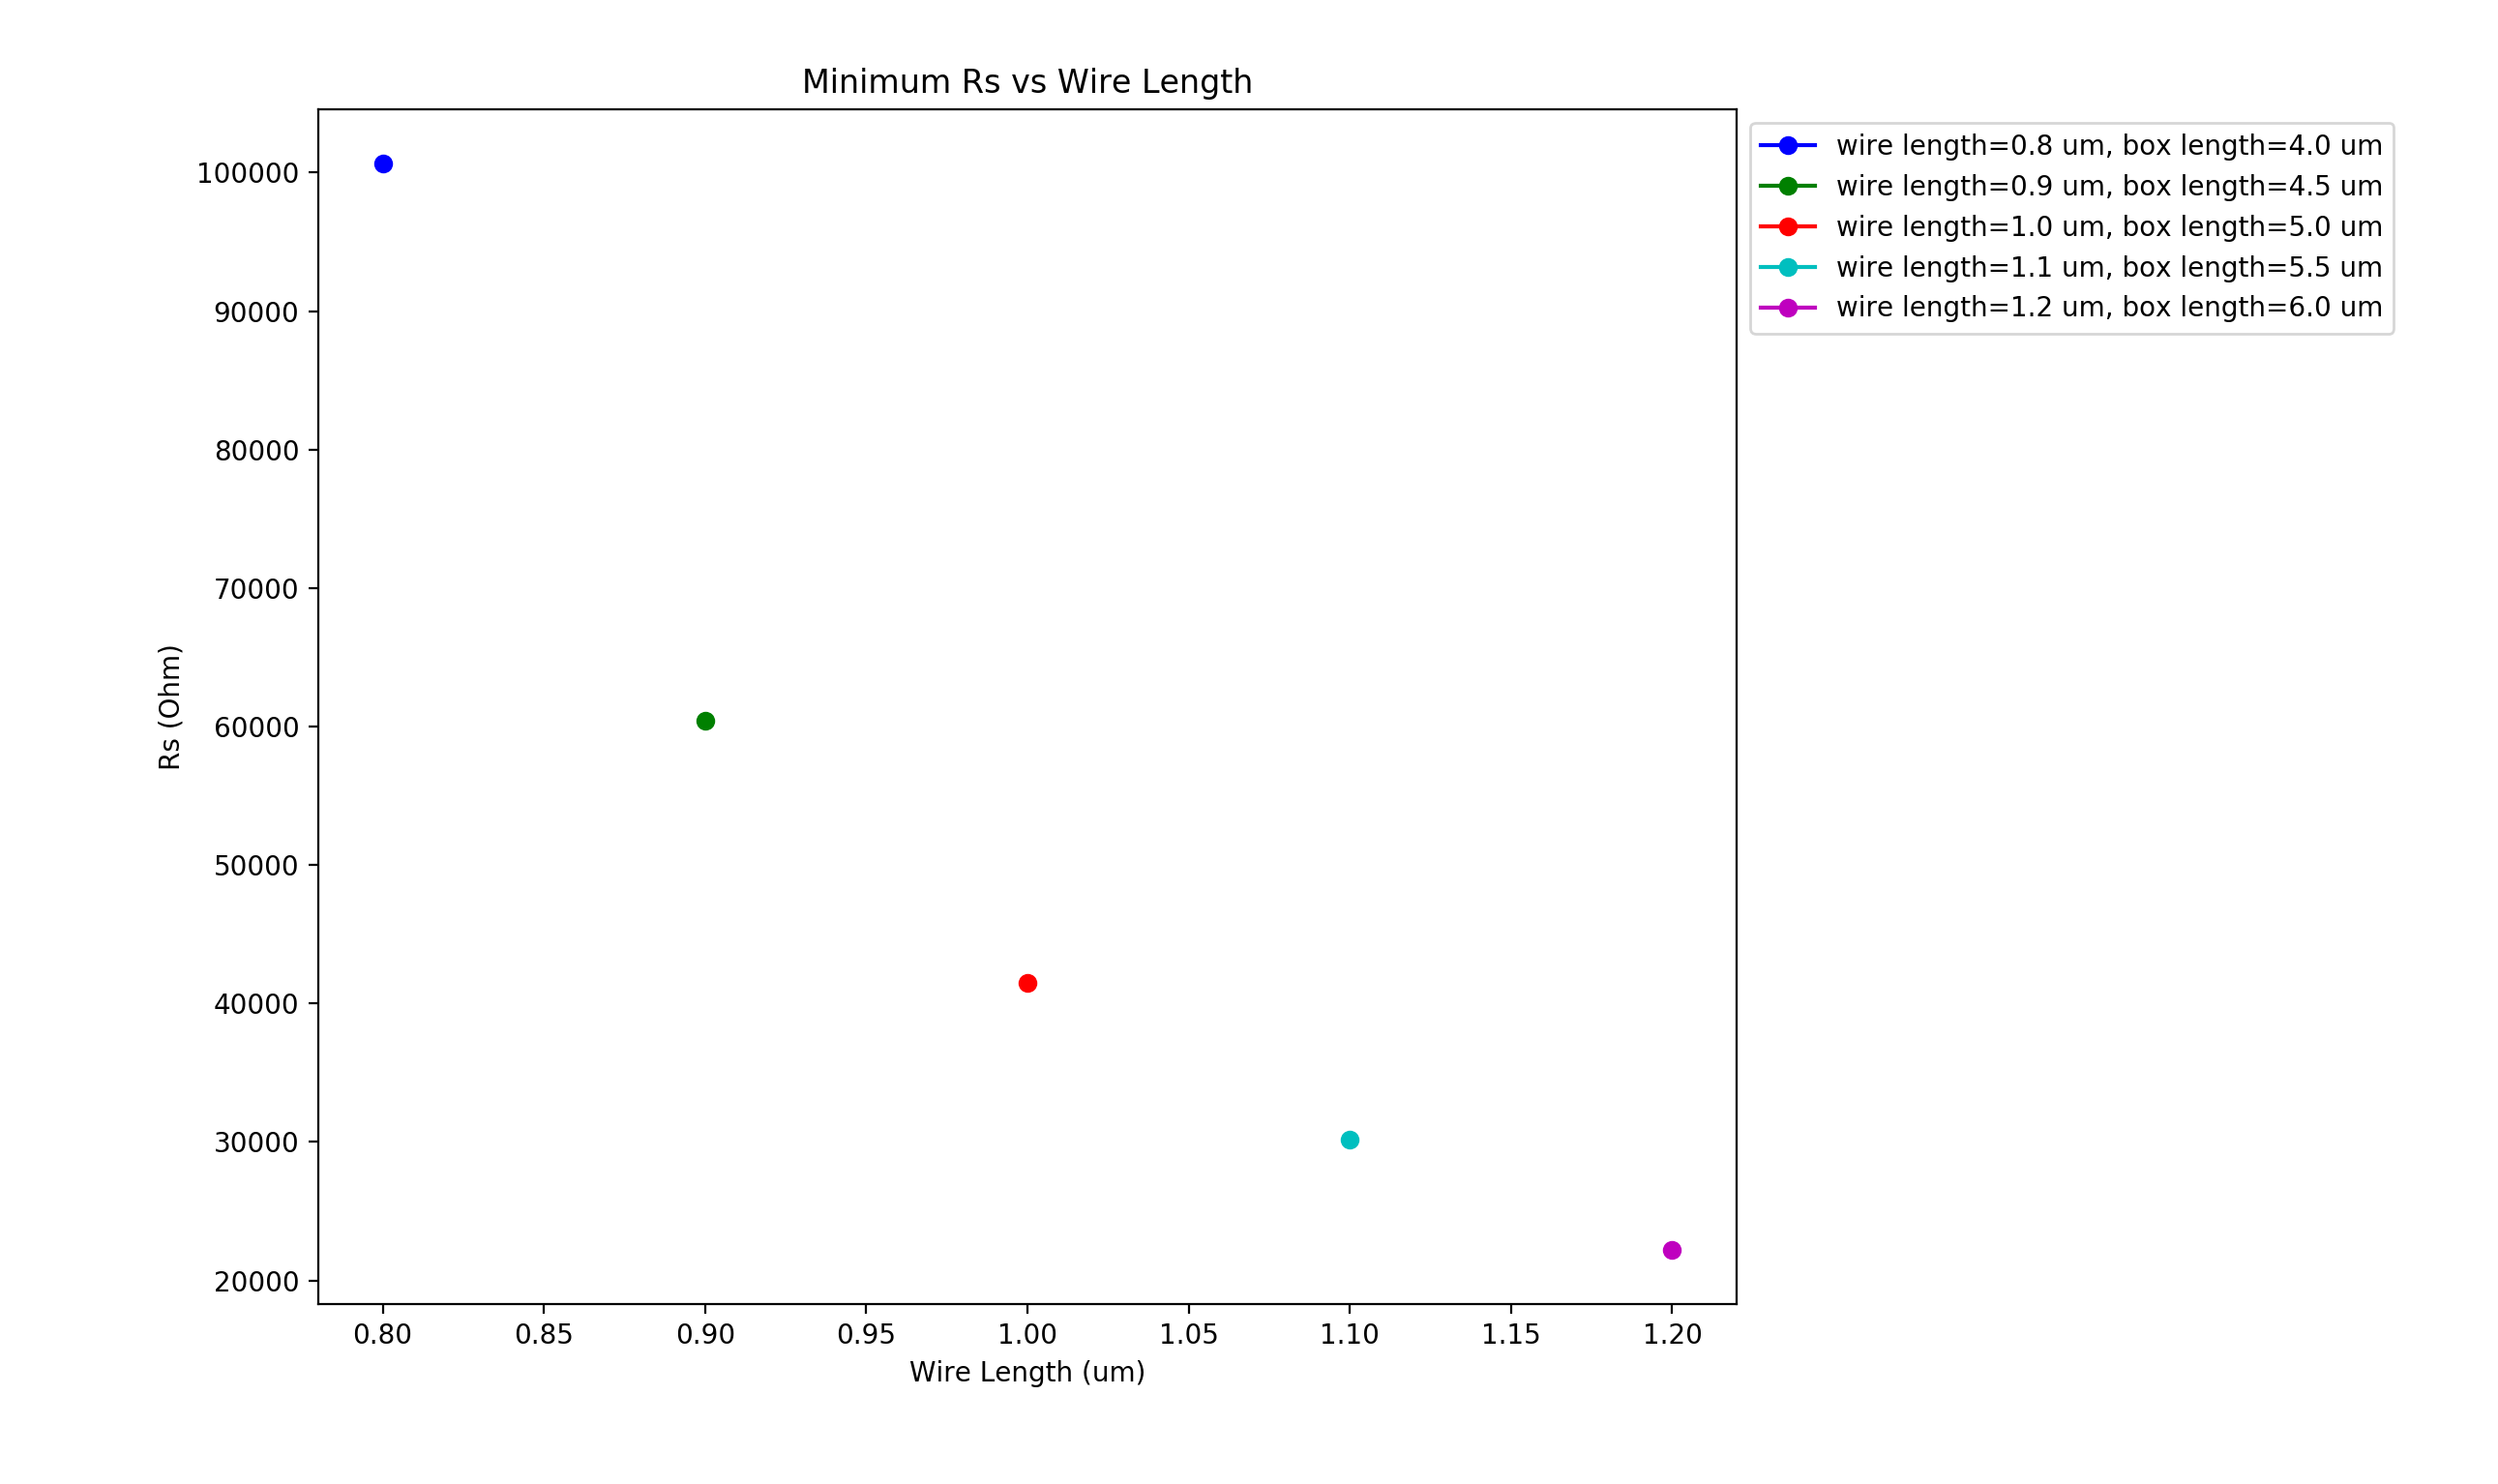 Minimum Rs vs Wire Length
100000
90000
80000
70000
60000
50000
40000
30000
20000
Rs (Ohm)
0.80 0.85 0.90 0.95 1.00 1.05 1.10 1.15 1.20
Wire Length (um)
wire length=0.8 um, box length=4.0 um
wire length=0.9 um, box length=4.5 um
wire length=1.0 um, box length=5.0 um
wire length=1.1 um, box length=5.5 um
wire length=1.2 um, box length=6.0 um